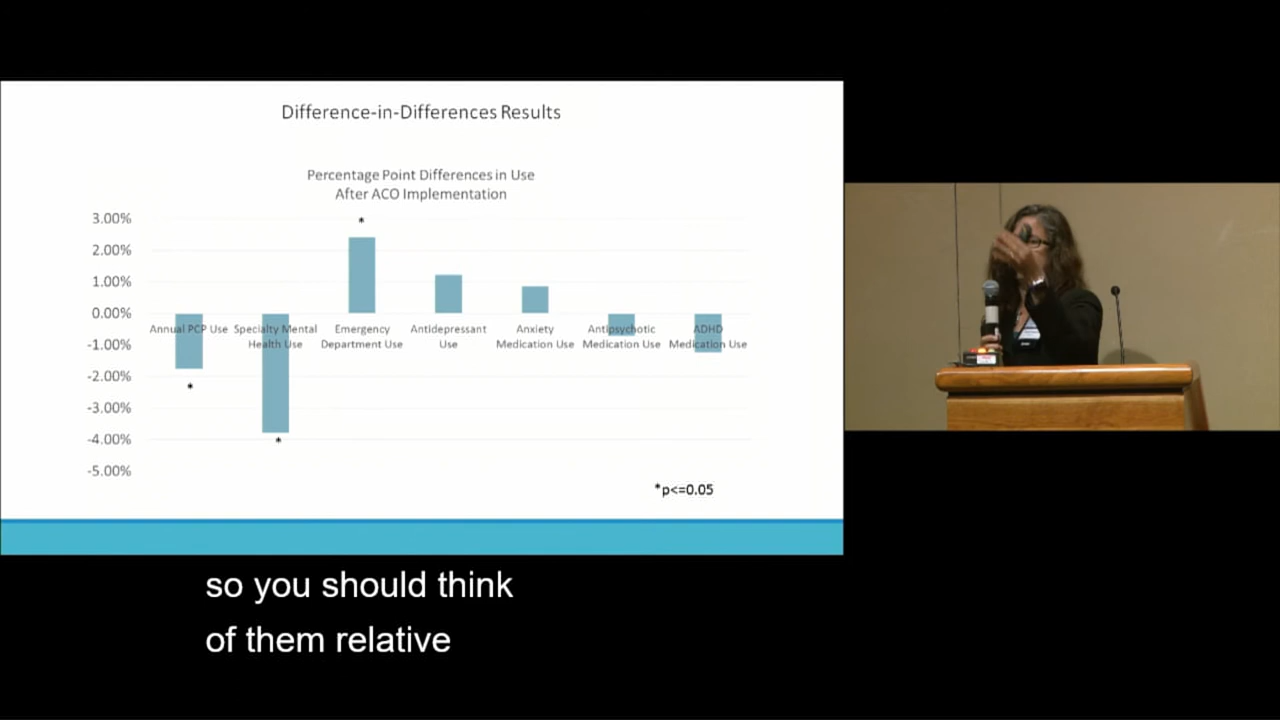 Difference-in-Differences Results
Percentage Point Differences in Use
After ACO Implementation
3.00%
2.00%
1.00%
0.00%
-1.00%
-2.00%
-3.00%
-4.00%
-5.00%
*
Annual PCP Use
Specialty Mental
Health Use
Emergency
Department Use
Antidepressant
Use
Anxiety
Medication Use
Antipsychotic
Medication Use
ADHD
Medication Use
*
*
*p<=0.05
so you should think
of them relative